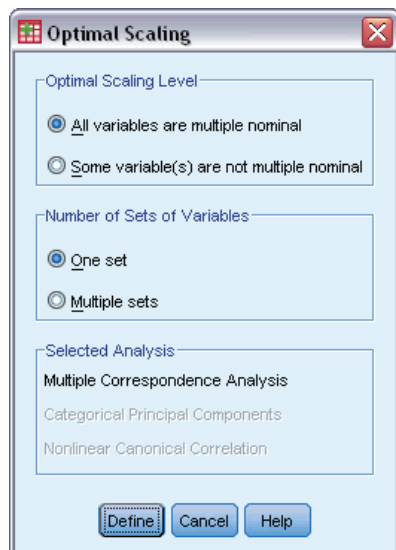 Optimal Scaling
Optimal Scaling Level
All variables are multiple nominal
Some variable(s) are not multiple nominal
Number of Sets of Variables
One set
Multiple sets
Selected Analysis
Multiple Correspondence Analysis
Categorical Principal Components
Nonlinear Canonical Correlation
Define Cancel Help